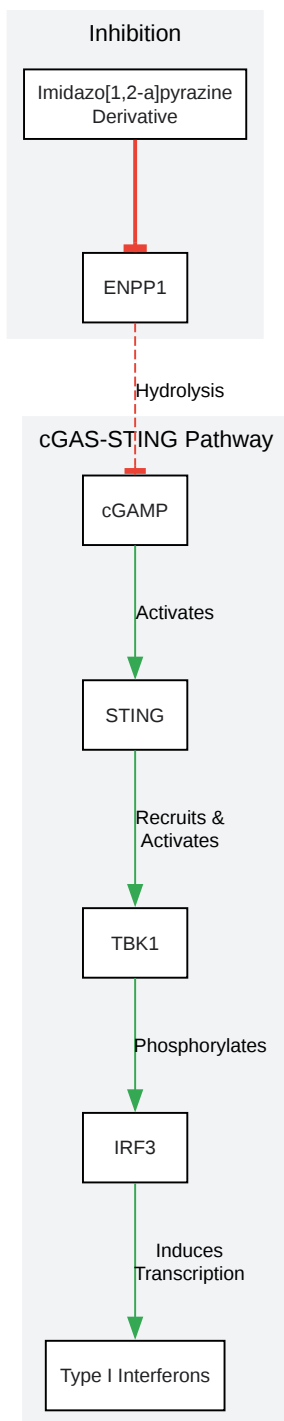 Inhibition
Imidazo[1,2-a]pyrazine
Derivative
ENPP1
Hydrolysis
cGAS-STING Pathway
cGAMP
Activates
STING
Recruits &
Activates
TBK1
Phosphorylates
IRF3
Induces
Transcription
Type I Interferons